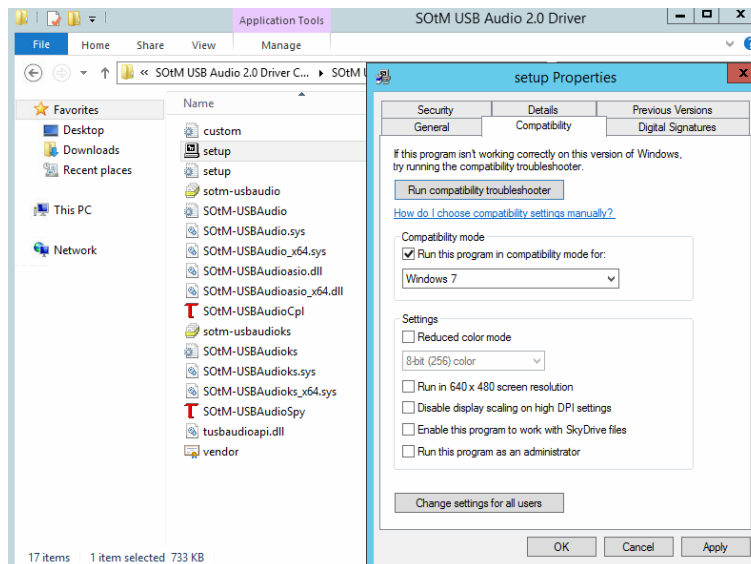 Application Tools
SOtM USB Audio 2.0 Driver
File
Home
Share
View
Manage
« SOtM USB Audio 2.0 Driver C... ▸ SOtM
Favorites
Desktop
Downloads
Recent places
This PC
Network
Name
custom
setup
setup
sotm-usbaudio
SOtM-USBAudio
SOtM-USBAudio.sys
SOtM-USBAudio_x64.sys
SOtM-USBAudioasio.dll
SOtM-USBAudioasio_x64.dll
SOtM-USBAudioCpl
sotm-usbaudioks
SOtM-USBAudioks
SOtM-USBAudioks.sys
SOtM-USBAudioks_x64.sys
SOtM-USBAudioSpy
tusbaudioapi.dll
vendor
17 items
1 item selected 733 KB
setup Properties
Security
Details
Previous Versions
General
Compatibility
Digital Signatures
If this program isn't working correctly on this version of Windows,
try running the compatibility troubleshooter.
Run compatibility troubleshooter
How do I choose compatibility settings manually?
Compatibility mode
Run this program in compatibility mode for:
Windows 7
Settings
Reduced color mode
8-bit (256) color
Run in 640 x 480 screen resolution
Disable display scaling on high DPI settings
Enable this program to work with SkyDrive files
Run this program as an administrator
Change settings for all users
OK
Cancel
Apply